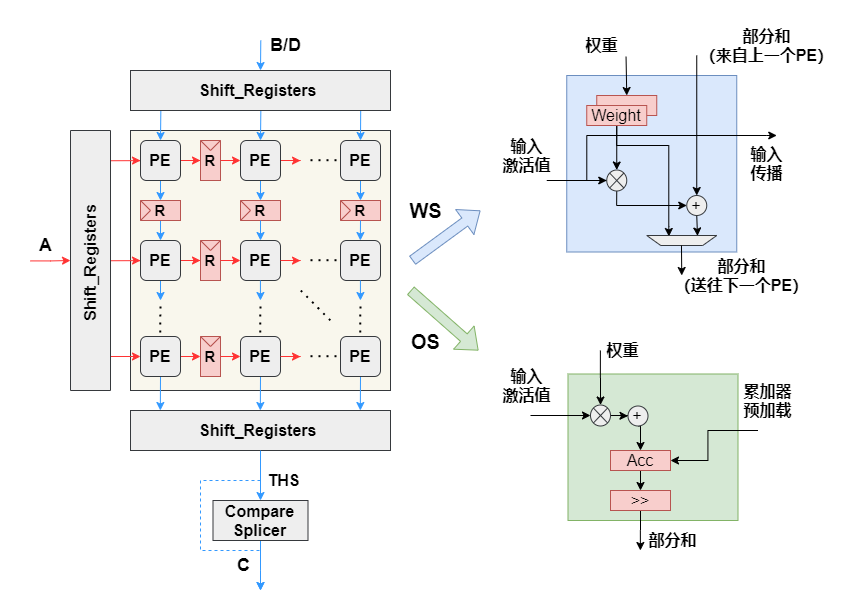 B/D
Shift_Registers
Shift_Registers
A
PE R PE PE
R R R
PE R PE PE
PE R PE PE
Shift_Registers
THS
Compare
Splicer
C
WS
OS
权重
部分和
(来自上一个PE)
Weight
输入
激活值
输入
传播
+
部分和
(送往下一个PE)
权重
输入
激活值
累加器
预加载
+
Acc
>>
部分和